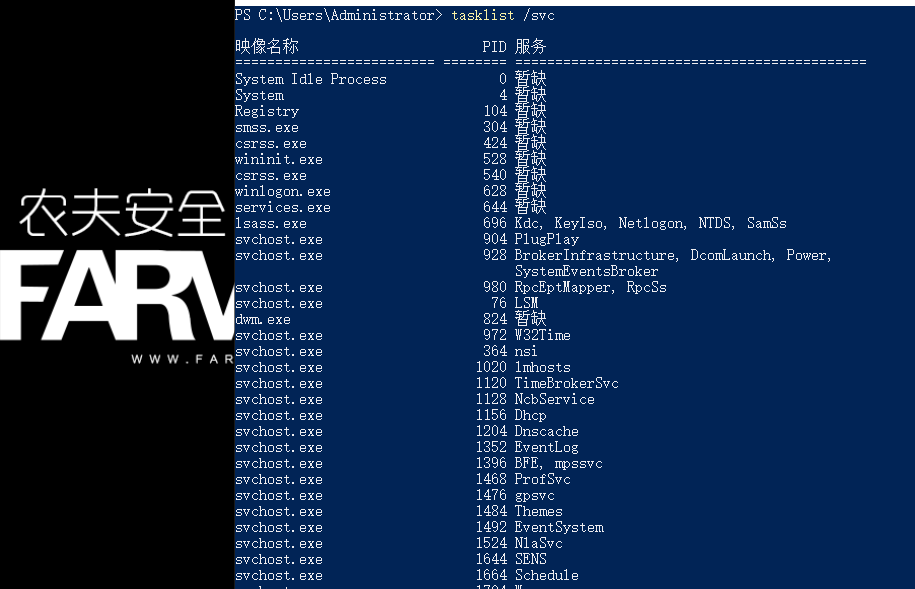 农夫安全
FARM
WWW.FAR
PS C:\Users\Administrator> tasklist /svc
映像名称 PID 服务
========================= ======== ============================================
System Idle Process 0 暂缺
System 4 暂缺
Registry 104 暂缺
smss.exe 304 暂缺
csrss.exe 424 暂缺
wininit.exe 528 暂缺
csrss.exe 540 暂缺
winlogon.exe 628 暂缺
services.exe 644 暂缺
lsass.exe 696 Kdc, KeyIso, Netlogon, NTDS, SamSs
svchost.exe 904 PlugPlay
svchost.exe 928 BrokerInfrastructure, DcomLaunch, Power,
SystemEventsBroker
svchost.exe 980 RpcEptMapper, RpcSs
svchost.exe 76 LSM
dwm.exe 824 暂缺
svchost.exe 972 W32Time
svchost.exe 364 nsi
svchost.exe 1020 lmhosts
svchost.exe 1120 TimeBrokerSvc
svchost.exe 1128 NcbService
svchost.exe 1156 Dhcp
svchost.exe 1204 Dnscache
svchost.exe 1352 EventLog
svchost.exe 1396 BFE, mpssvc
svchost.exe 1468 ProfSvc
svchost.exe 1476 gpsvc
svchost.exe 1484 Themes
svchost.exe 1492 EventSystem
svchost.exe 1524 NlaSvc
svchost.exe 1644 SENS
svchost.exe 1664 Schedule